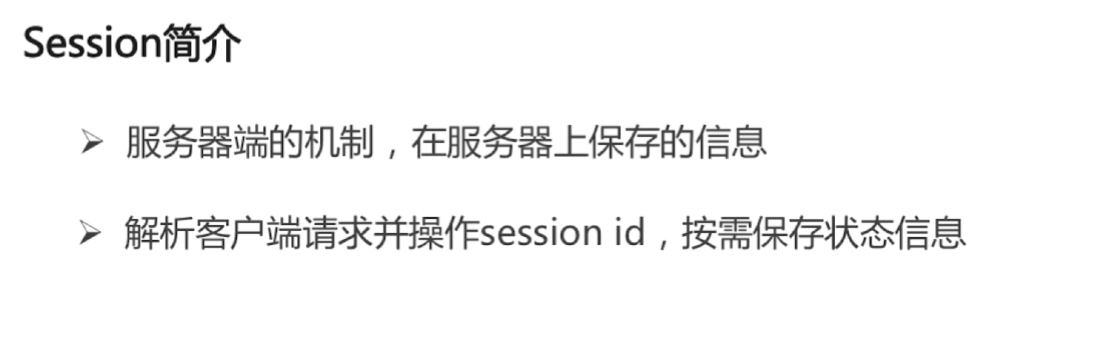 Session简介
服务器端的机制，在服务器上保存的信息
解析客户端请求并操作session id，按需保存状态信息